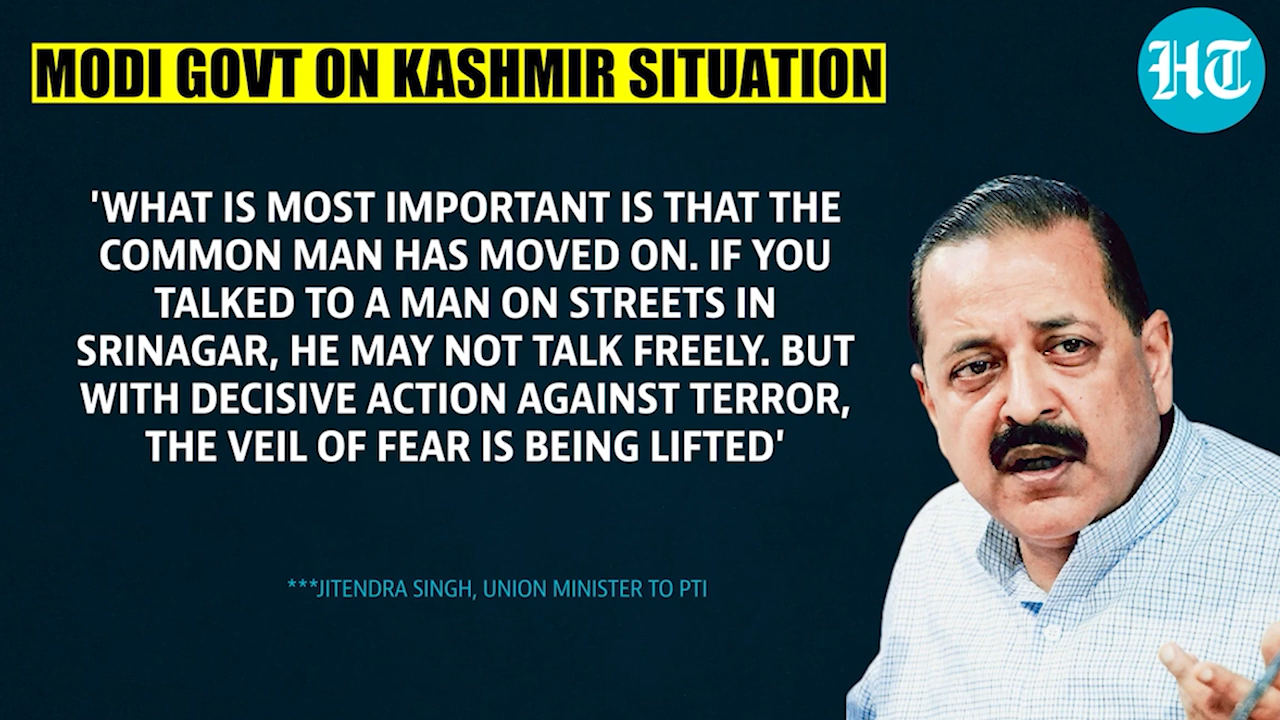 MODI GOVT ON KASHMIR SITUATION
HT
'WHAT IS MOST IMPORTANT IS THAT THE
COMMON MAN HAS MOVED ON. IF YOU
TALKED TO A MAN ON STREETS IN
SRINAGAR, HE MAY NOT TALK FREELY. BUT
WITH DECISIVE ACTION AGAINST TERROR,
THE VEIL OF FEAR IS BEING LIFTED'
***JITENDRA SINGH, UNION MINISTER TO PTI